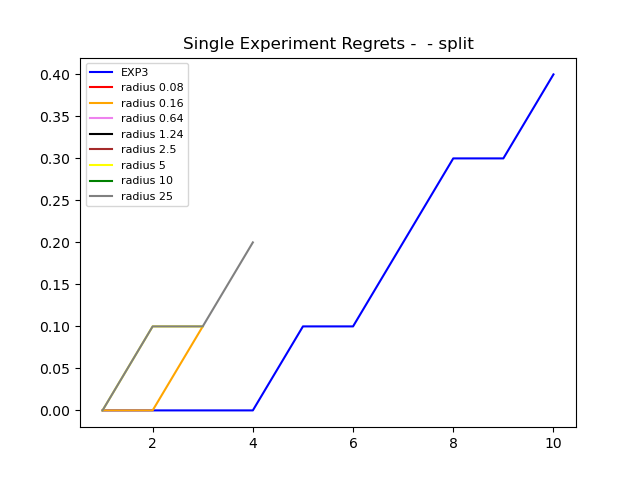 Single Experiment Regrets -  - split
EXP3
radius 0.08
radius 0.16
radius 0.64
radius 1.24
radius 2.5
radius 5
radius 10
radius 25
0.40
0.35
0.30
0.25
0.20
0.15
0.10
0.05
0.00
2 4 6 8 10